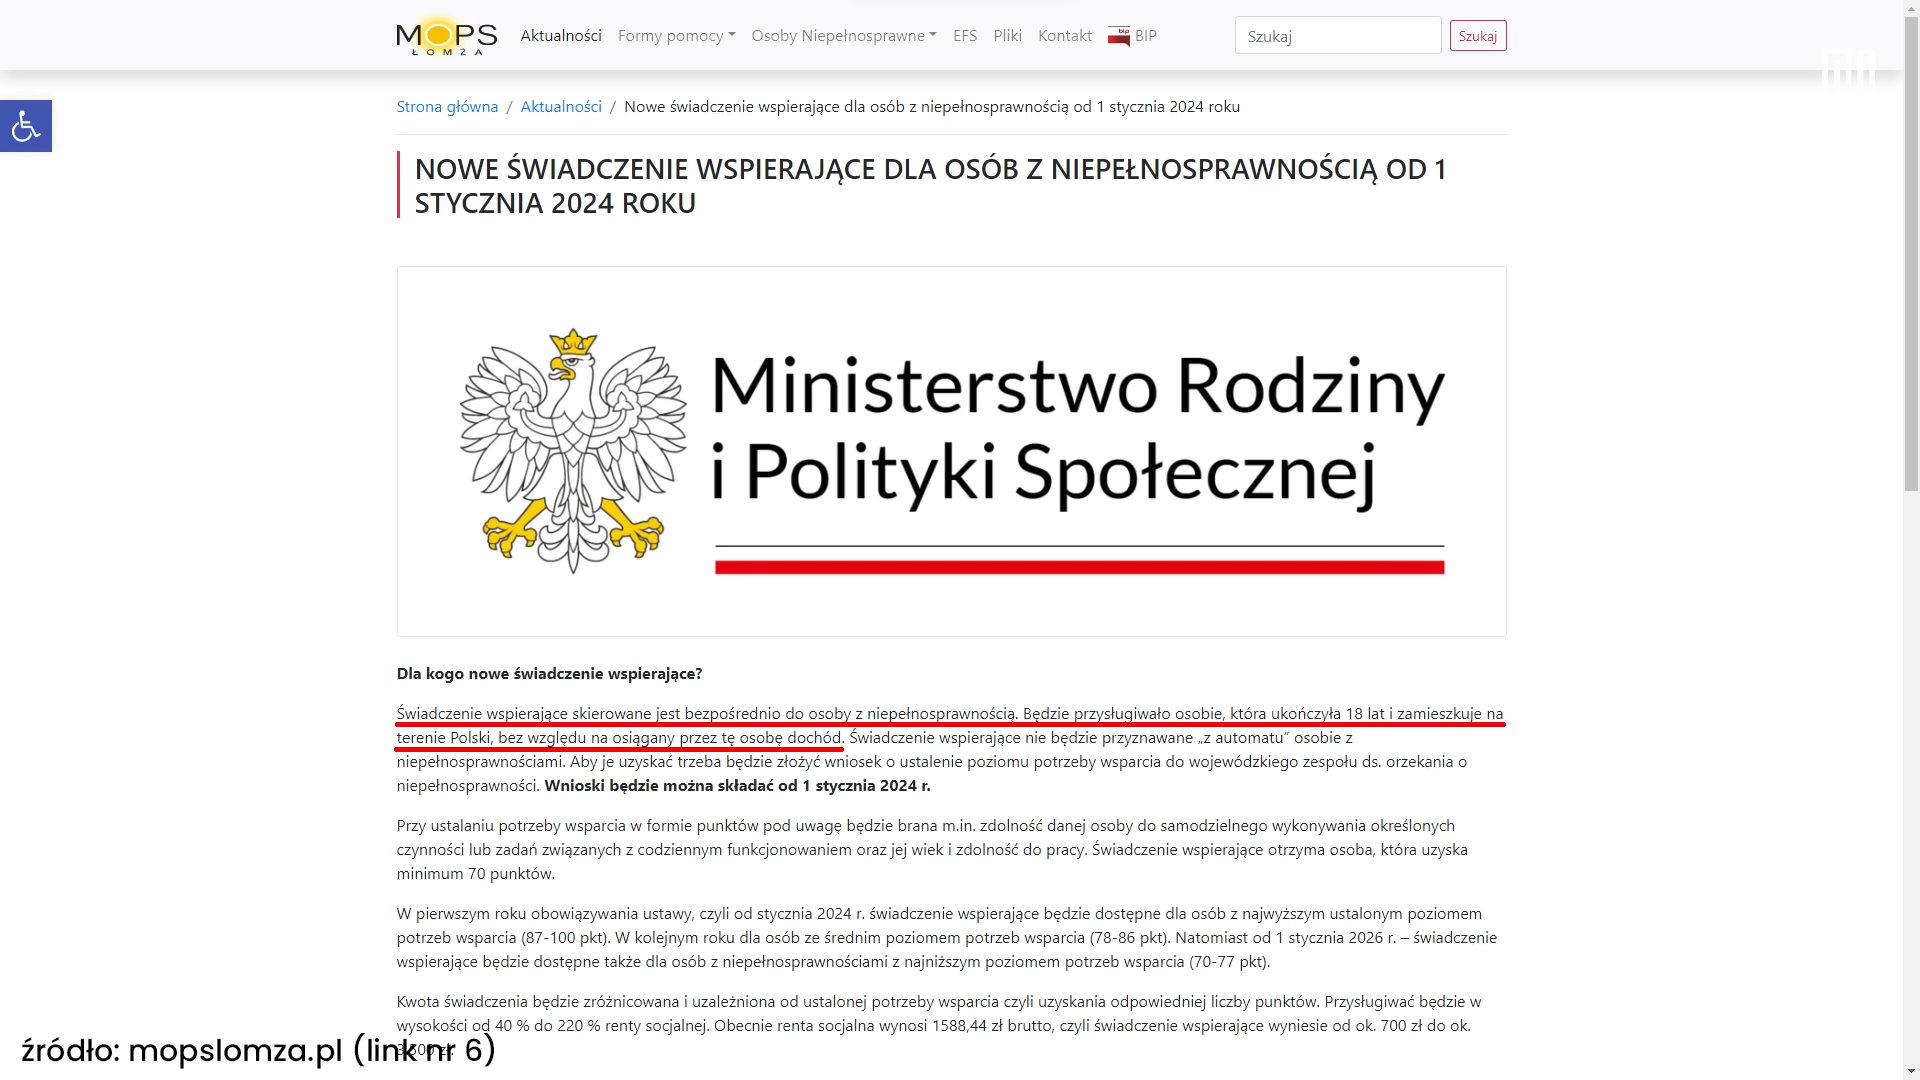 MOPS
ŁOMŻA
Aktualności
Formy pomocy
Osoby Niepełnosprawne
EFS
Pliki
Kontakt
bip
BIP
Szukaj
Szukaj
Strona główna / Aktualności / Nowe świadczenie wspierające dla osób z niepełnosprawnością od 1 stycznia 2024 roku
NOWE ŚWIADCZENIE WSPIERAJĄCE DLA OSÓB Z NIEPEŁNOSPRAWNOŚCIĄ OD 1
STYCZNIA 2024 ROKU
Ministerstwo Rodziny
i Polityki Społecznej
Dla kogo nowe świadczenie wspierające?
Świadczenie wspierające skierowane jest bezpośrednio do osoby z niepełnosprawnością. Będzie przysługiwało osobie, która ukończyła 18 lat i zamieszkuje na
terenie Polski, bez względu na osiągany przez tę osobę dochód. Świadczenie wspierające nie będzie przyznawane „z automatu” osobie z
niepełnosprawnościami. Aby je uzyskać trzeba będzie złożyć wniosek o ustalenie poziomu potrzeby wsparcia do wojewódzkiego zespołu ds. orzekania o
niepełnosprawności. Wnioski będzie można składać od 1 stycznia 2024 r.
Przy ustalaniu potrzeby wsparcia w formie punktów pod uwagę będzie brana m.in. zdolność danej osoby do samodzielnego wykonywania określonych
czynności lub zadań związanych z codziennym funkcjonowaniem oraz jej wiek i zdolność do pracy. Świadczenie wspierające otrzyma osoba, która uzyska
minimum 70 punktów.
W pierwszym roku obowiązywania ustawy, czyli od stycznia 2024 r. świadczenie wspierające będzie dostępne dla osób z najwyższym ustalonym poziomem
potrzeb wsparcia (87-100 pkt). W kolejnym roku dla osób ze średnim poziomem potrzeb wsparcia (78-86 pkt). Natomiast od 1 stycznia 2026 r. – świadczenie
wspierające będzie dostępne także dla osób z niepełnosprawnościami z najniższym poziomem potrzeb wsparcia (70-77 pkt).
Kwota świadczenia będzie zróżnicowana i uzależniona od ustalonej potrzeby wsparcia czyli uzyskania odpowiedniej liczby punktów. Przysługiwać będzie w
wysokości od 40 % do 220 % renty socjalnej. Obecnie renta socjalna wynosi 1588,44 zł brutto, czyli świadczenie wspierające wyniesie od ok. 700 zł do ok.
źródło: mopslomza.pl (link nr 6)